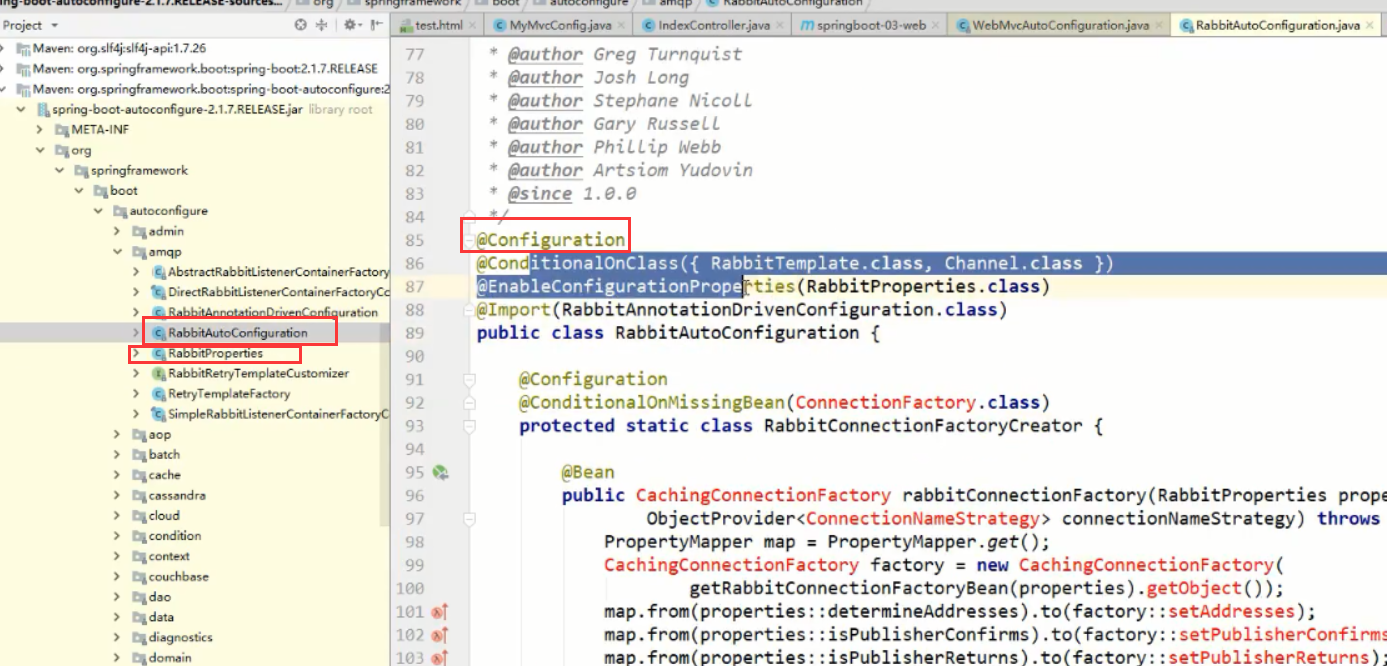 ng-boot-autoconfigure-2.1.7.RELEASE-sources... org springframework boot autoconfigure amqp RabbitAutoConfiguration
Project
test.html MyMvcConfig.java IndexController.java springboot-03-web WebMvcAutoConfiguration.java RabbitAutoConfiguration.java
Maven: org.slf4j:slf4j-api:1.7.26
Maven: org.springframework.boot:spring-boot:2.1.7.RELEASE
Maven: org.springframework.boot:spring-boot-autoconfigure:2
spring-boot-autoconfigure-2.1.7.RELEASE.jar library root
META-INF
org
springframework
boot
autoconfigure
admin
amqp
AbstractRabbitListenerContainerFactory
DirectRabbitListenerContainerFactoryCo
RabbitAnnotationDrivenConfiguration
RabbitAutoConfiguration
RabbitProperties
RabbitRetryTemplateCustomizer
RetryTemplateFactory
SimpleRabbitListenerContainerFactoryC
aop
batch
cache
cassandra
cloud
condition
context
couchbase
dao
data
diagnostics
domain
77 * @author Greg Turnquist
78 * @author Josh Long
79 * @author Stephane Nicoll
80 * @author Gary Russell
81 * @author Phillip Webb
82 * @author Artsiom Yudovin
83 * @since 1.0.0
84 */
85 @Configuration
86 @ConditionalOnClass({ RabbitTemplate.class, Channel.class })
87 @EnableConfigurationProperties(RabbitProperties.class)
88 @Import(RabbitAnnotationDrivenConfiguration.class)
89 public class RabbitAutoConfiguration {
90
91 @Configuration
92 @ConditionalOnMissingBean(ConnectionFactory.class)
93 protected static class RabbitConnectionFactoryCreator {
94
95 @Bean
96 public CachingConnectionFactory rabbitConnectionFactory(RabbitProperties prope
97 ObjectProvider<ConnectionNameStrategy> connectionNameStrategy) throws
98 PropertyMapper map = PropertyMapper.get();
99 CachingConnectionFactory factory = new CachingConnectionFactory(
100 getRabbitConnectionFactoryBean(properties).getObject());
101 map.from(properties::determineAddresses).to(factory::setAddresses);
102 map.from(properties::isPublisherConfirms).to(factory::setPublisherConfirms
103 map.from(properties::isPublisherReturns).to(factory::setPublisherReturns);